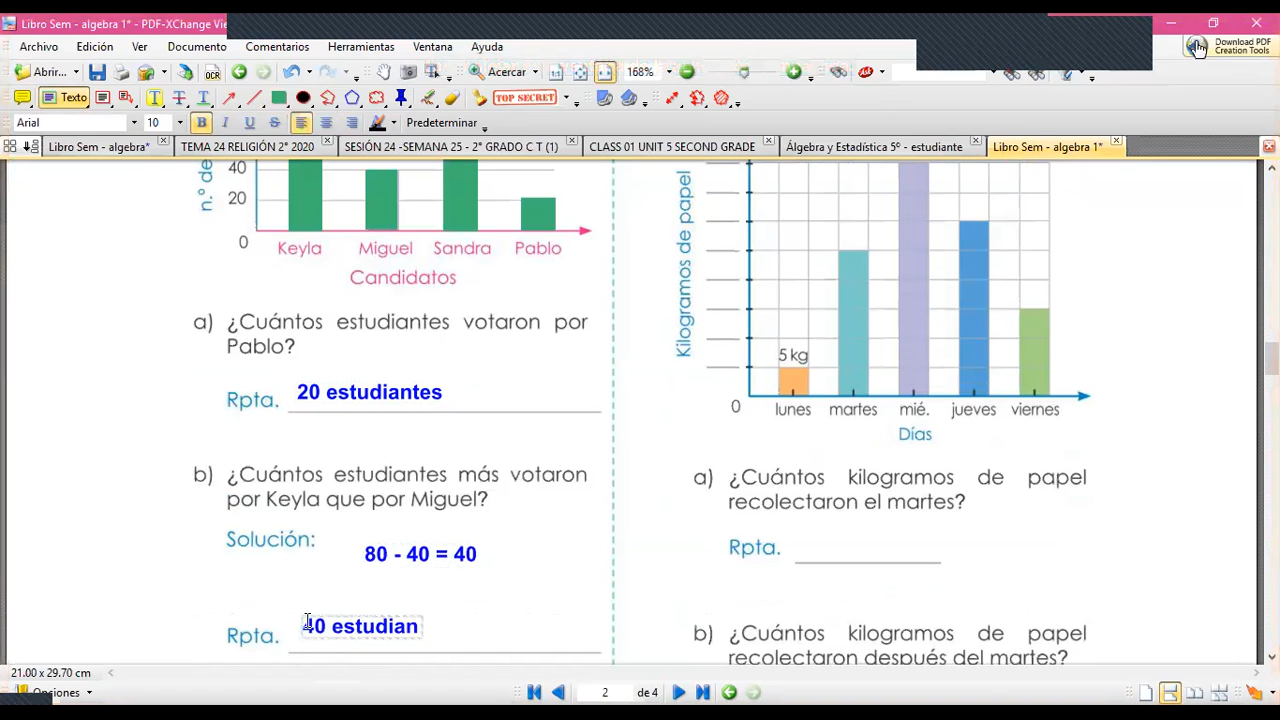 Libro Sem - algebra 1* - PDF-XChange Vie
Archivo Edición Ver Documento Comentarios Herramientas Ventana Ayuda
Download PDF
Creation Tools
Abrir... OCR Acercar 1:1 168%
Texto TOP SECRET
Arial 10 B I U S Predeterminar
Libro Sem - algebra* TEMA 24 RELIGIÓN 2° 2020 SESIÓN 24 -SEMANA 25 - 2° GRADO C T (1) CLASS 01 UNIT 5 SECOND GRADE Álgebra y Estadística 5º - estudiante Libro Sem - algebra 1*
n.º de
40
20
0
Keyla Miguel Sandra Pablo
Candidatos
a) ¿Cuántos estudiantes votaron por
Pablo?
Rpta. 20 estudiantes
b) ¿Cuántos estudiantes más votaron
por Keyla que por Miguel?
Solución:
80 - 40 = 40
Rpta. 40 estudian
Kilogramos de papel
5 kg
0
lunes martes mié. jueves viernes
Días
a) ¿Cuántos kilogramos de papel
recolectaron el martes?
Rpta.
b) ¿Cuántos kilogramos de papel
recolectaron después del martes?
21.00 x 29.70 cm
Opciones 2 de 4